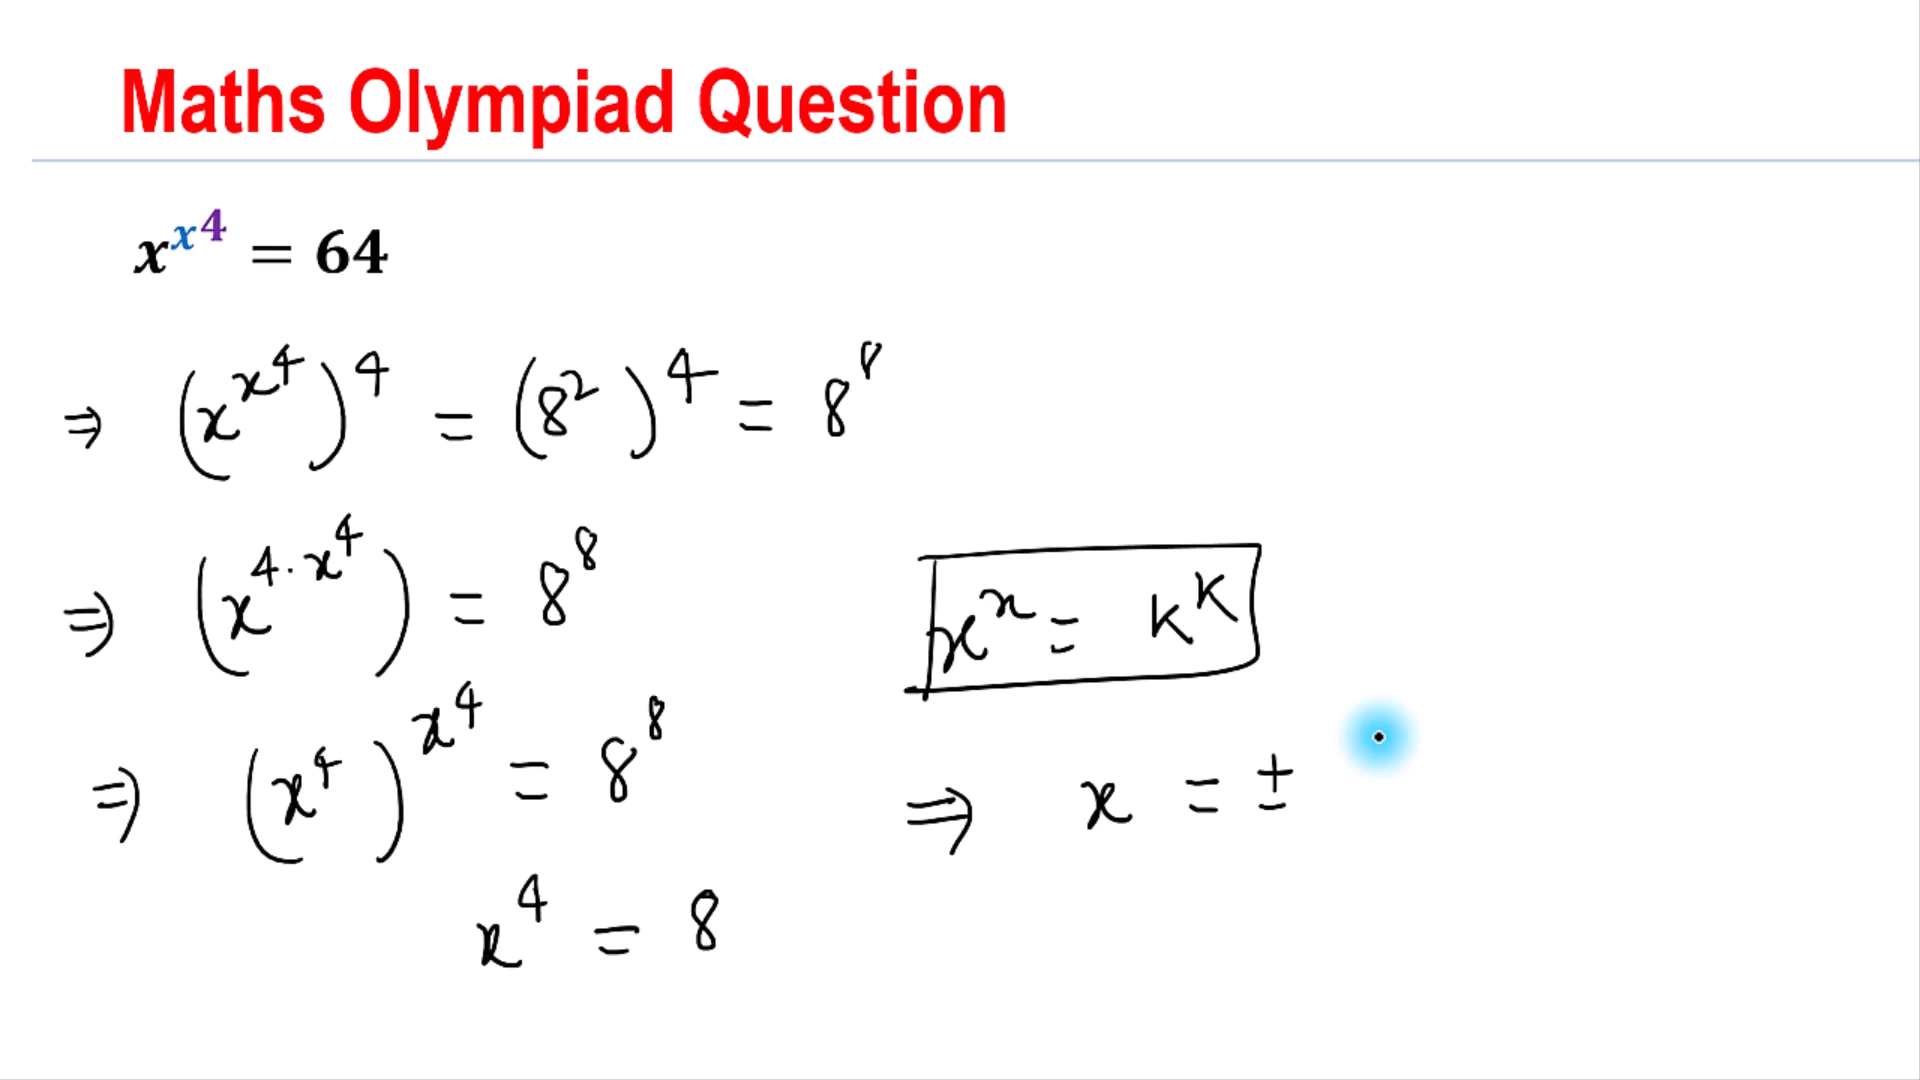 Maths Olympiad Question
x^{x^4} = 64
⇒ (x^{x^4})^4 = (8^2)^4 = 8^8
⇒ (x^{4·x^4}) = 8^8
x^x = K^K
⇒ (x^4)^{x^4} = 8^8
⇒ x = ±
x^4 = 8